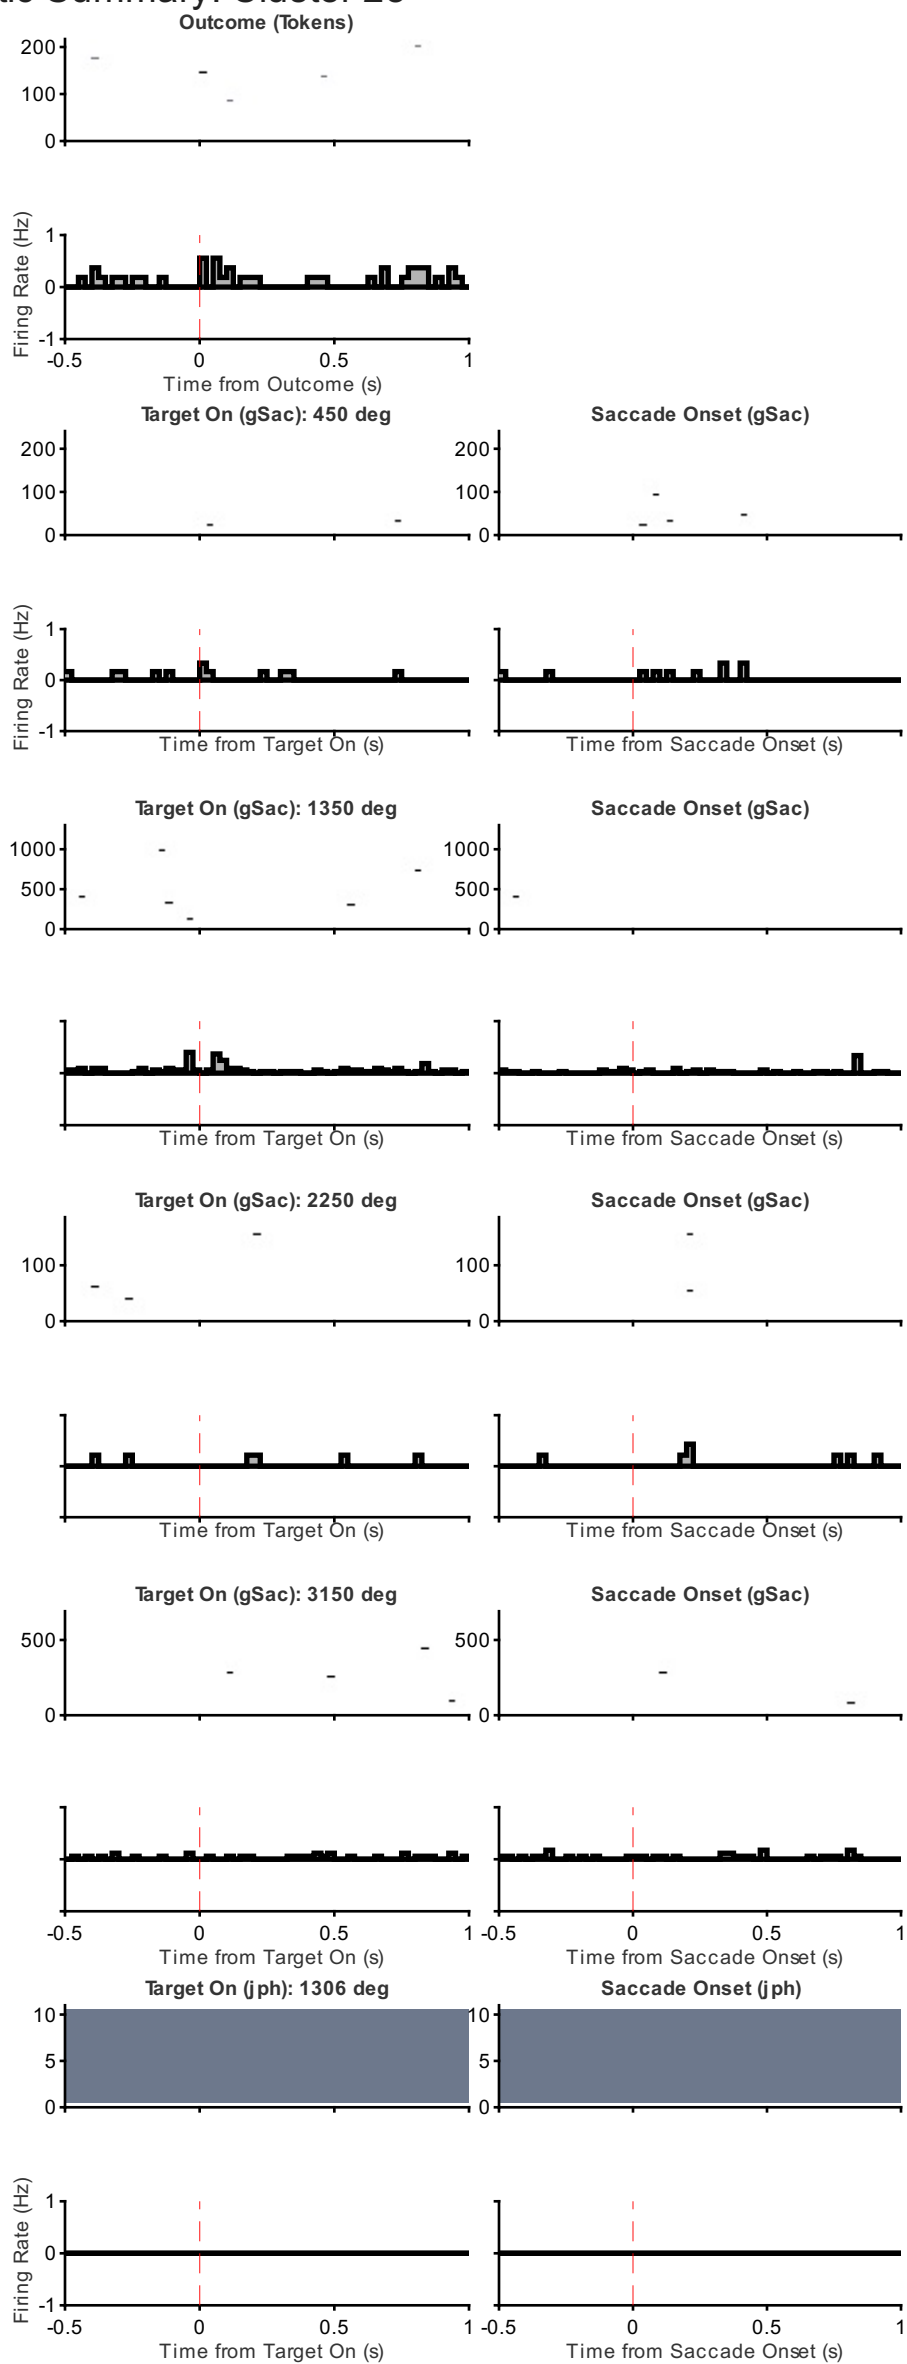 Summary: Cluster
Outcome (Tokens)
200
100
0
Firing Rate (Hz)
1
0
-1
-0.5 0 0.5 1
Time from Outcome (s)
Target On (gSac): 450 deg Saccade Onset (gSac)
200 200
100 100
0 0
Firing Rate (Hz)
1
0
-1
Time from Target On (s) Time from Saccade Onset (s)
Target On (gSac): 1350 deg Saccade Onset (gSac)
1000 1000
500 500
0 0
Time from Target On (s) Time from Saccade Onset (s)
Target On (gSac): 2250 deg Saccade Onset (gSac)
100 100
0 0
Time from Target On (s) Time from Saccade Onset (s)
Target On (gSac): 3150 deg Saccade Onset (gSac)
500 500
0 0
-0.5 0 0.5 1 -0.5 0 0.5 1
Time from Target On (s) Time from Saccade Onset (s)
Target On (jph): 1306 deg Saccade Onset (jph)
10 10
5 5
0 0
Firing Rate (Hz)
1
0
-1
-0.5 0 0.5 1 -0.5 0 0.5 1
Time from Target On (s) Time from Saccade Onset (s)